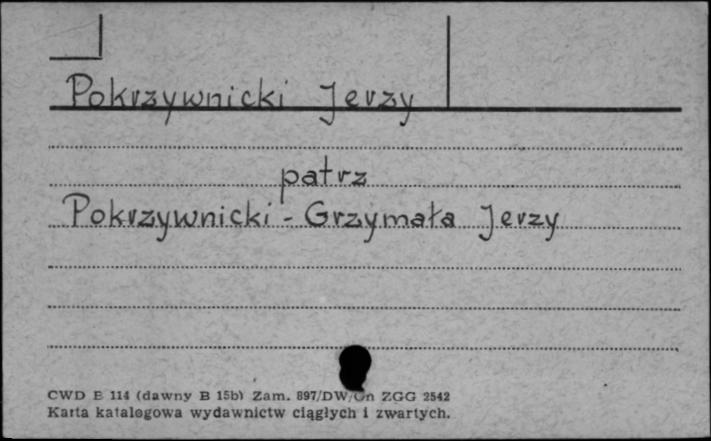 Pokrzywnicki Jerzy
patrz
Pokrzywnicki - Grzymała Jerzy
CWD B 114 (dawny B 15b) Zam. 897/DW/Gn ZGG 2542
Karta katalogowa wydawnictw ciągłych i zwartych.